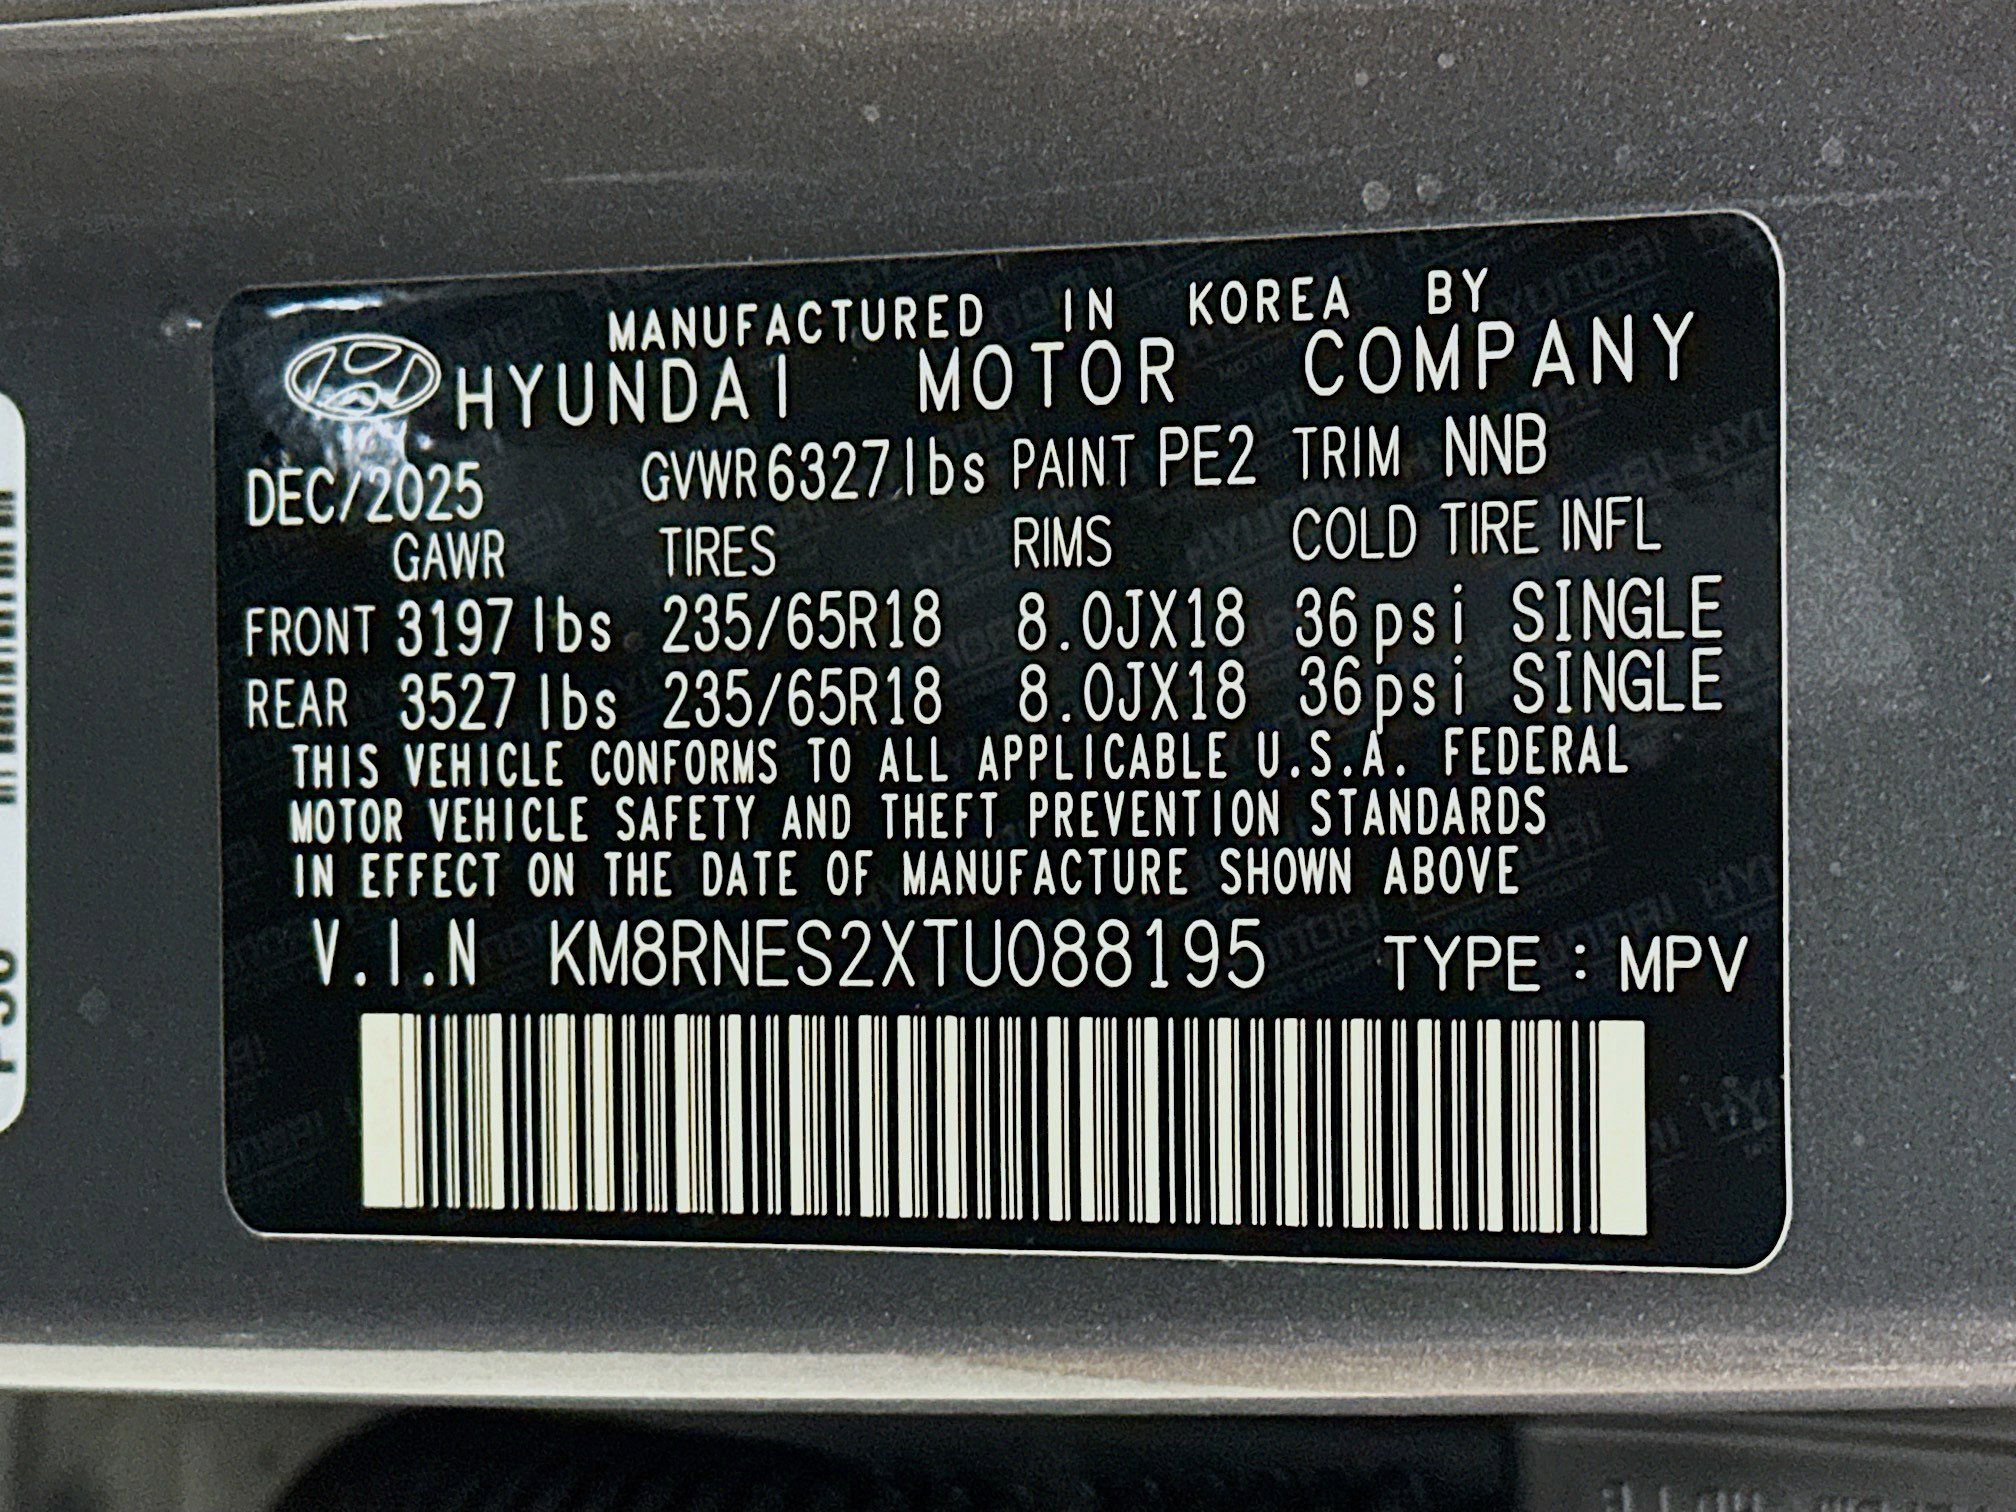 MANUFACTURED IN KOREA BY
HYUNDAI MOTOR COMPANY
DEC/2025 GVWR 6327 lbs PAINT PE2 TRIM NNB
GAWR TIRES RIMS COLD TIRE INFL
FRONT 3197 lbs 235/65R18 8.0JX18 36psi SINGLE
REAR 3527 lbs 235/65R18 8.0JX18 36psi SINGLE
THIS VEHICLE CONFORMS TO ALL APPLICABLE U.S.A. FEDERAL
MOTOR VEHICLE SAFETY AND THEFT PREVENTION STANDARDS
IN EFFECT ON THE DATE OF MANUFACTURE SHOWN ABOVE
V.I.N KM8RNES2XTU088195 TYPE : MPV